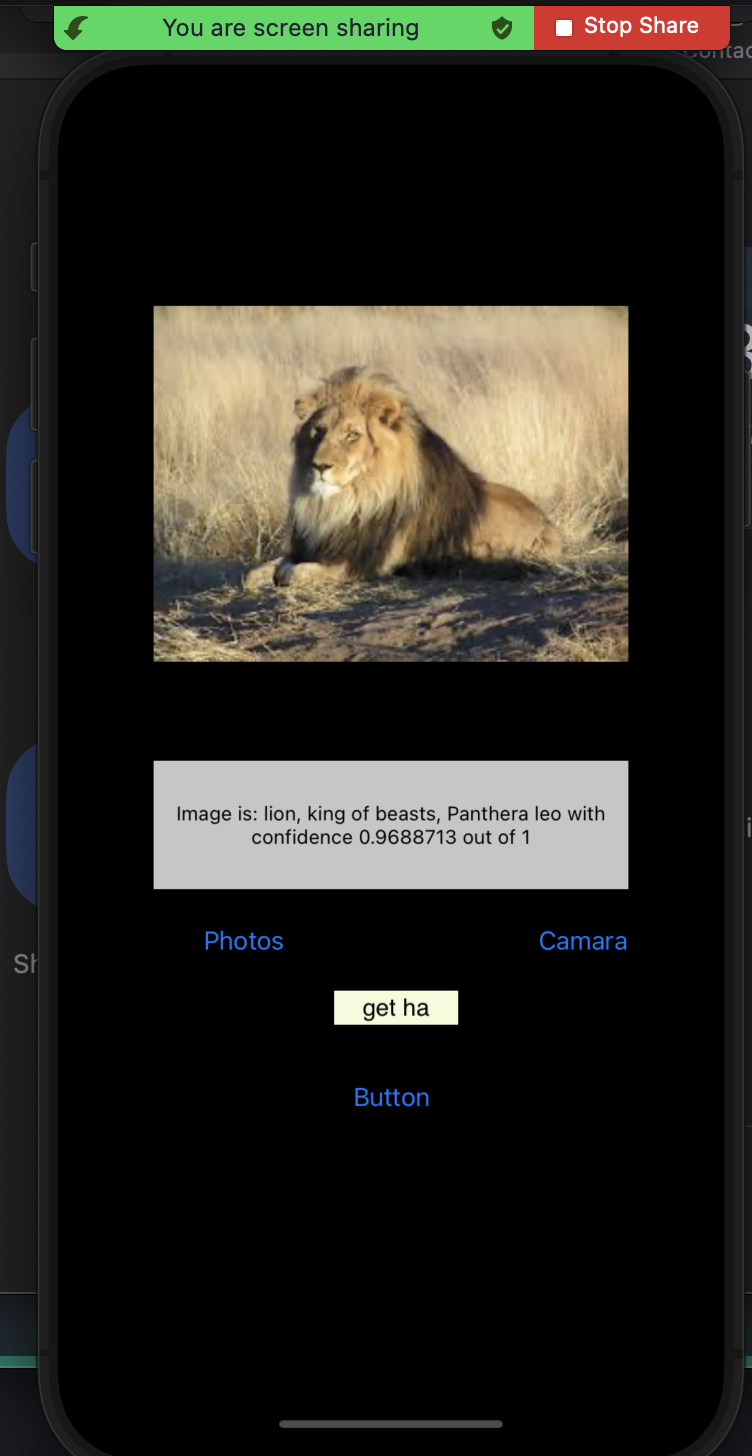 You are screen sharing
Stop Share
Image is: lion, king of beasts, Panthera leo with
confidence 0.9688713 out of 1
Photos
Camara
get ha
Button